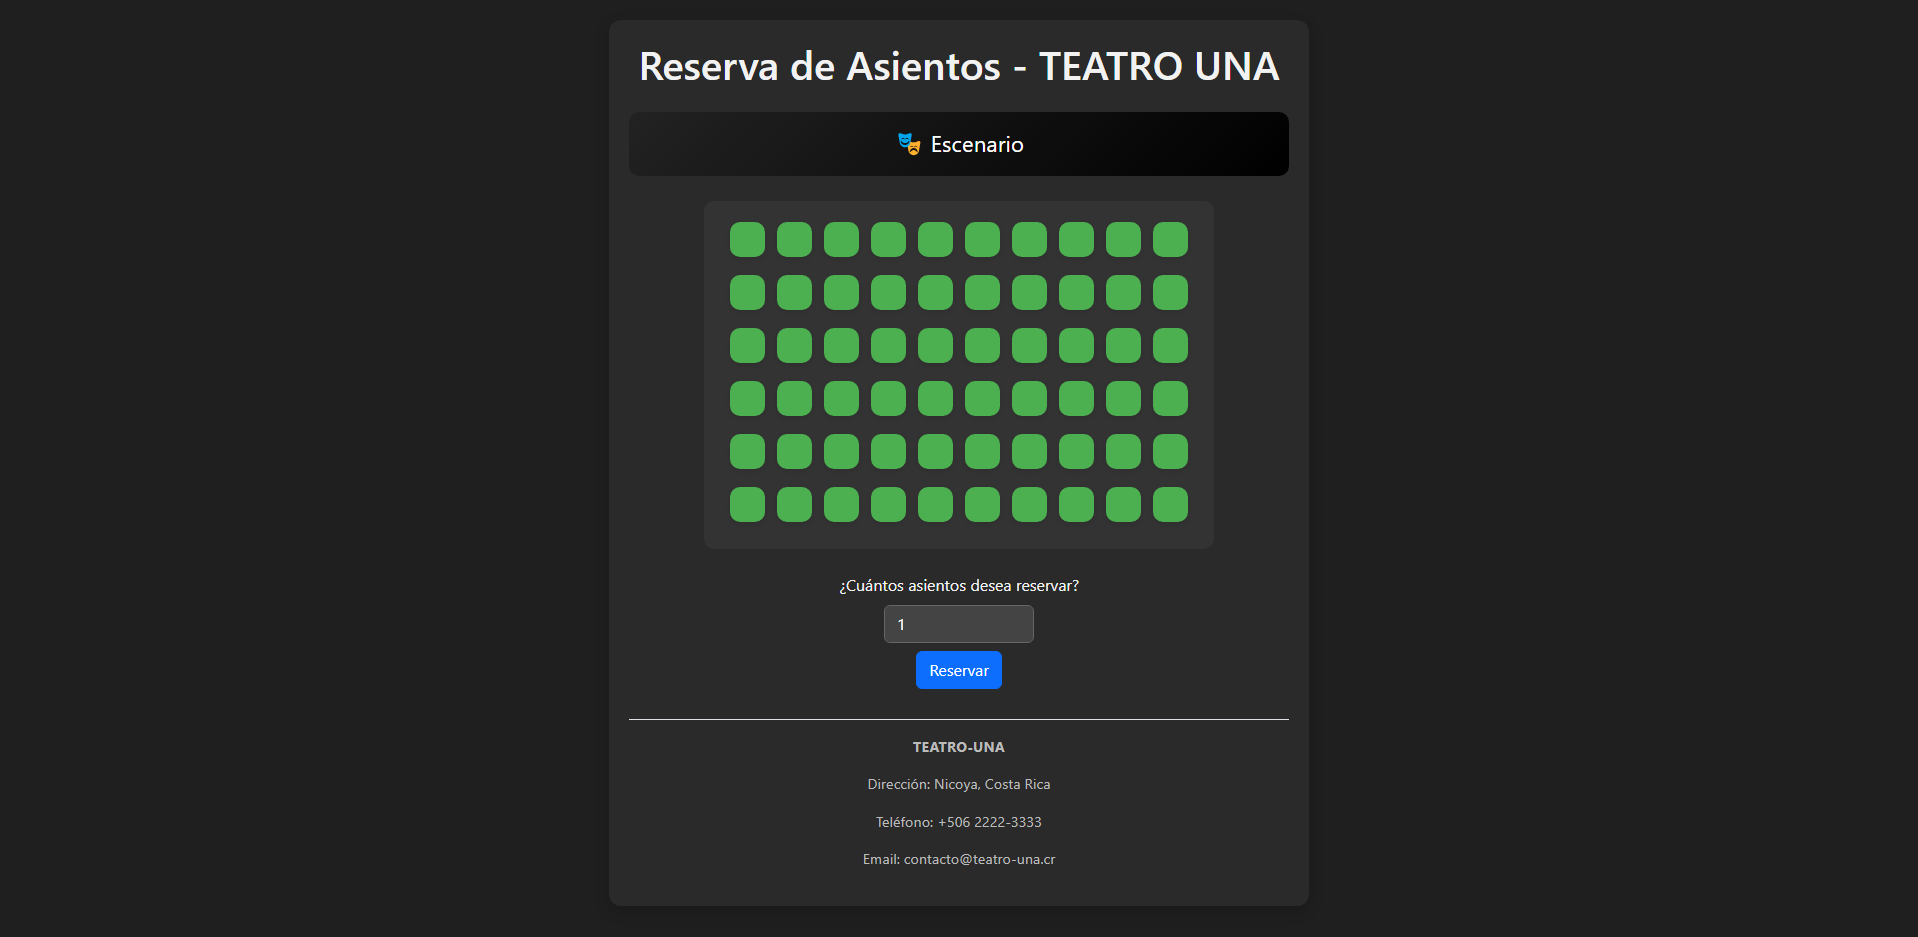 Reserva de Asientos - TEATRO UNA
🎭 Escenario
¿Cuántos asientos desea reservar?
1
Reservar
TEATRO-UNA
Dirección: Nicoya, Costa Rica
Teléfono: +506 2222-3333
Email: contacto@teatro-una.cr